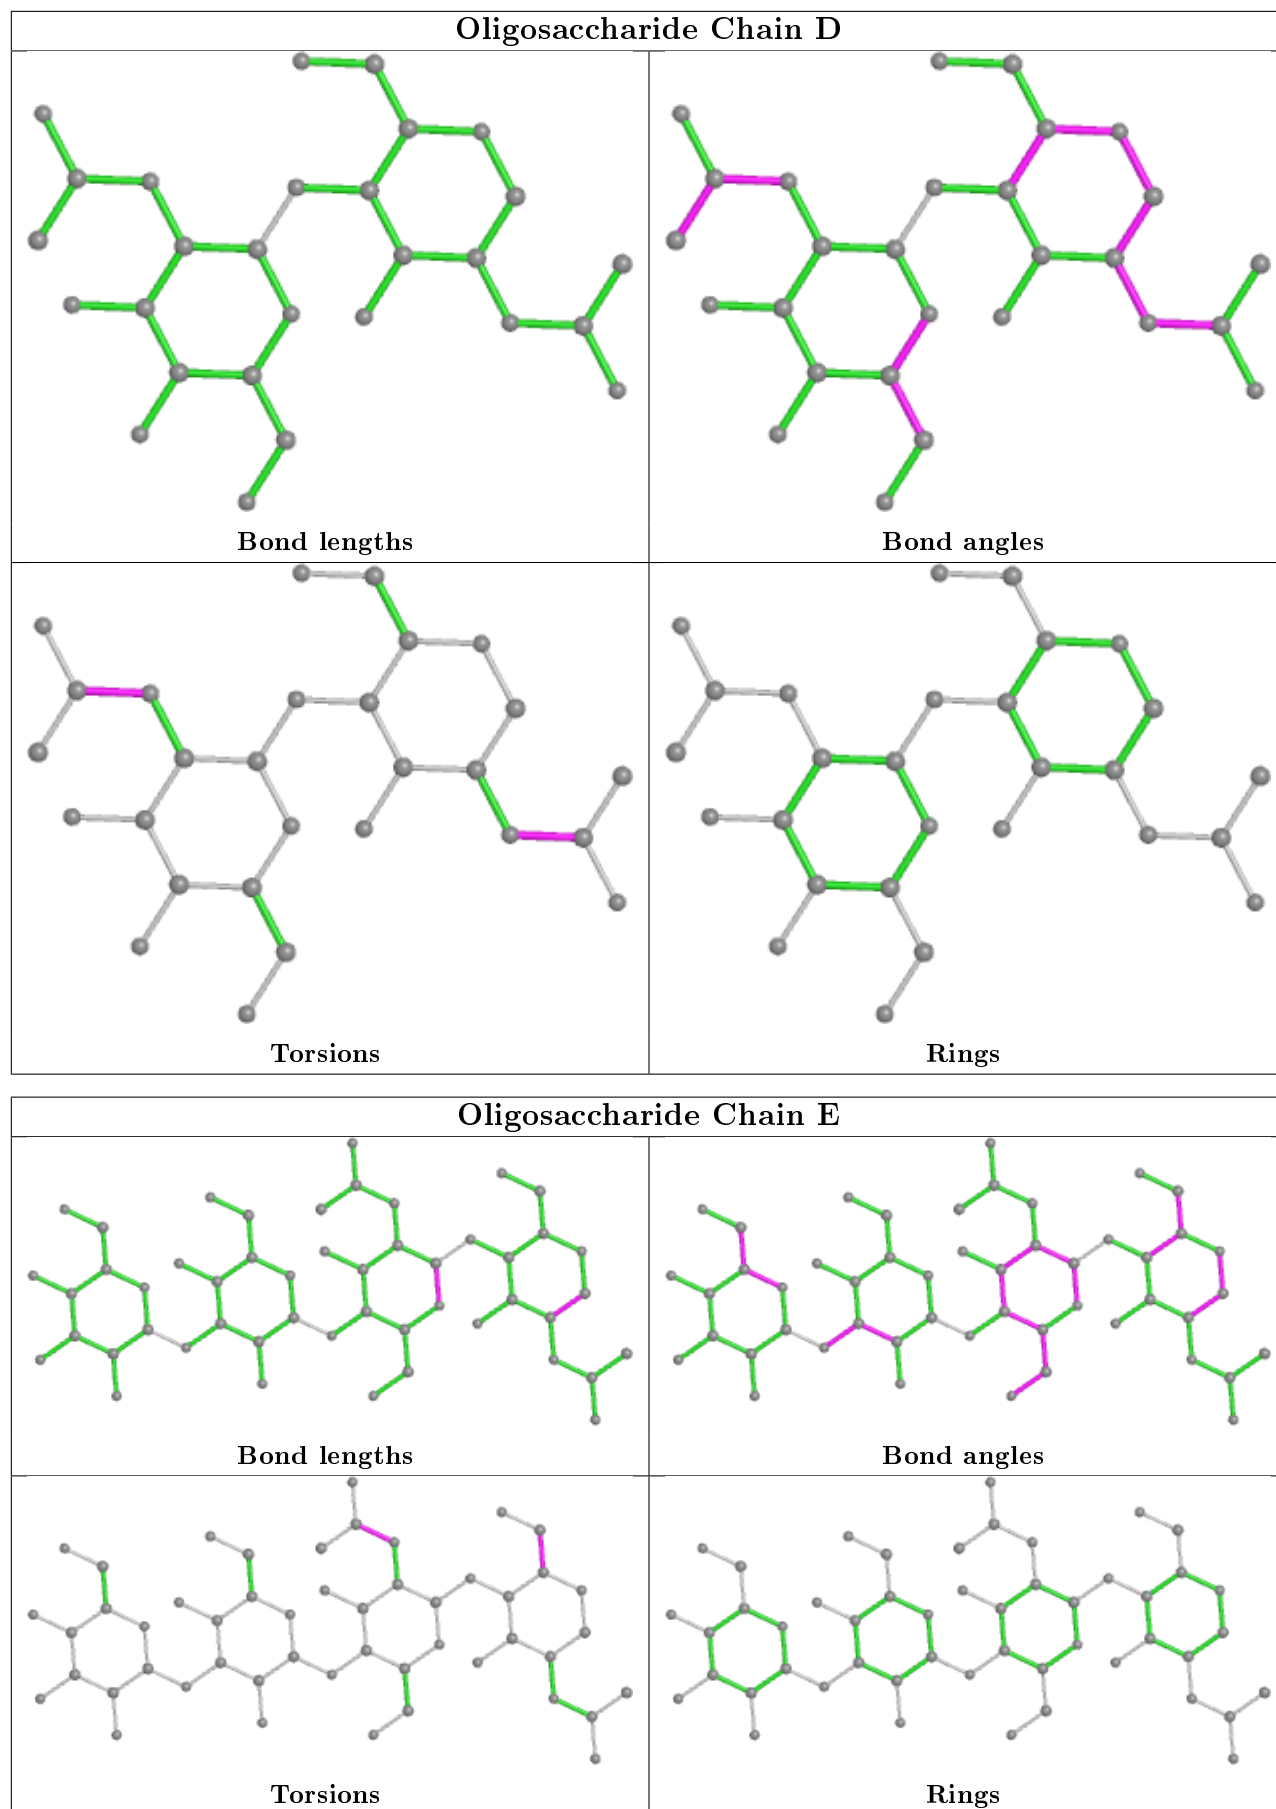 Oligosaccharide Chain D
Bond lengths
Bond angles
Torsions
Rings
Oligosaccharide Chain E
Bond lengths
Bond angles
Torsions
Rings